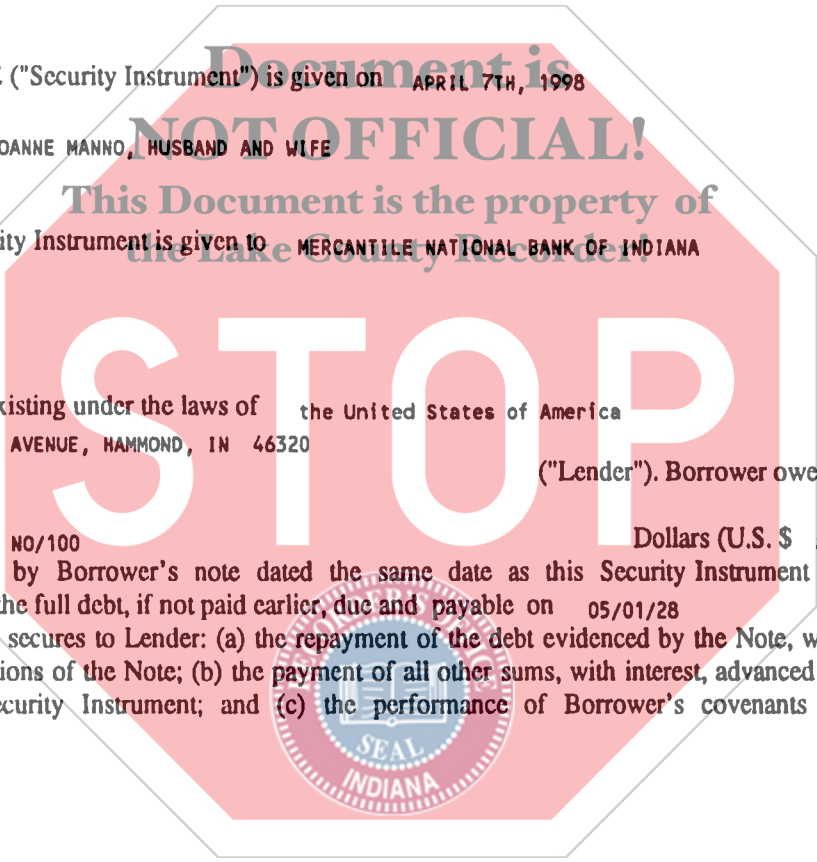 ("Security Instrument") is given on APRIL 7TH, 1998
Document is
OANNE MANNO, HUSBAND AND WIFE
NOT OFFICIAL!
This Document is the property of
ity Instrument is given to MERCANTILE NATIONAL BANK OF INDIANA
the Lake County Recorder!
STOP
xisting under the laws of the United States of America
AVENUE, HAMMOND, IN 46320
("Lender"). Borrower owe
NO/100 Dollars (U.S. $
by Borrower's note dated the same date as this Security Instrument
the full debt, if not paid earlier, due and payable on 05/01/28
secures to Lender: (a) the repayment of the debt evidenced by the Note, w
ions of the Note; (b) the payment of all other sums, with interest, advanced
ecurity Instrument; and (c) the performance of Borrower's covenants
SEAL
INDIANA